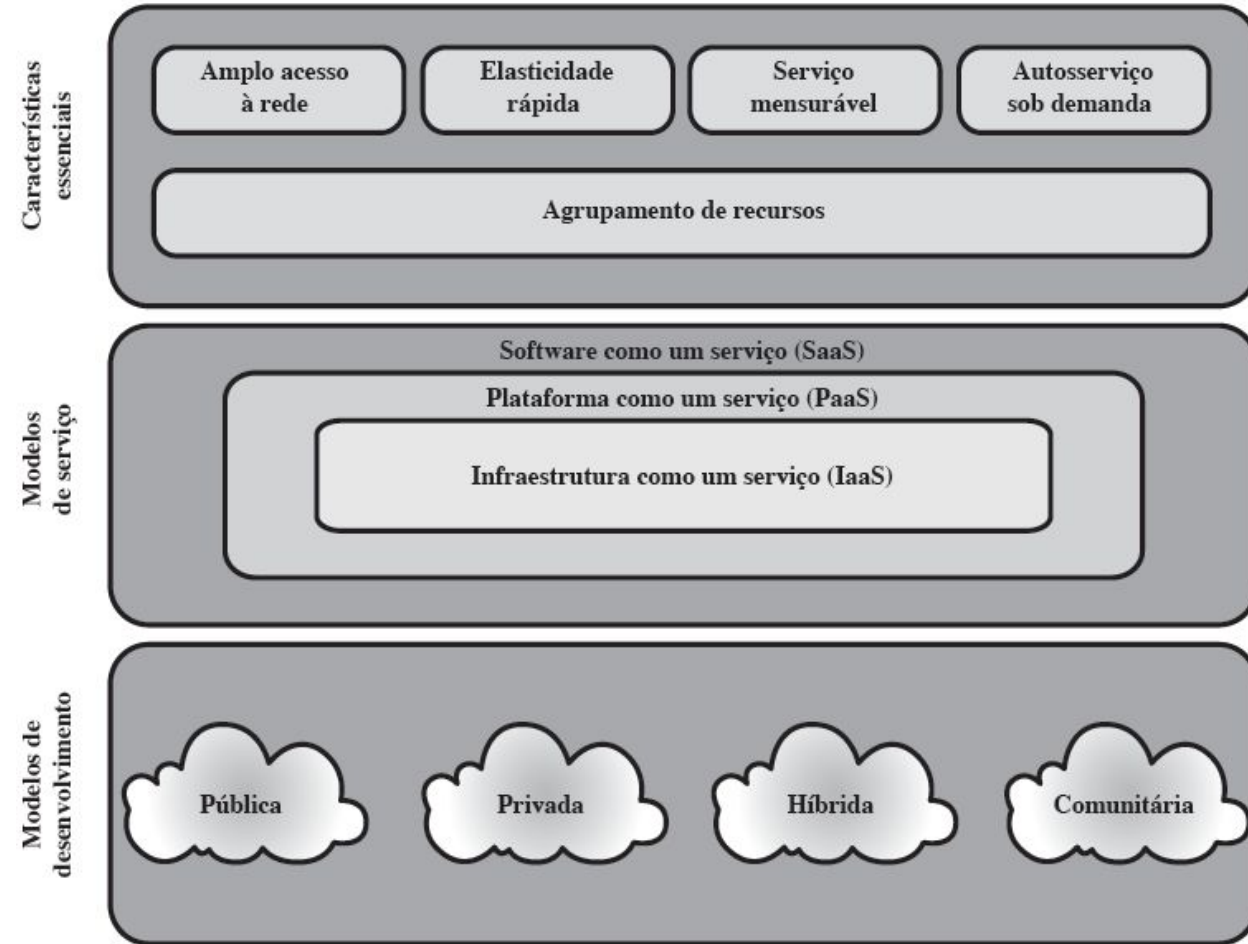 Características
essenciais
Amplo acesso
à rede
Elasticidade
rápida
Serviço
mensurável
Autosserviço
sob demanda
Agrupamento de recursos
Modelos
de serviço
Software como um serviço (SaaS)
Plataforma como um serviço (PaaS)
Infraestrutura como um serviço (IaaS)
Modelos de
desenvolvimento
Pública
Privada
Híbrida
Comunitária